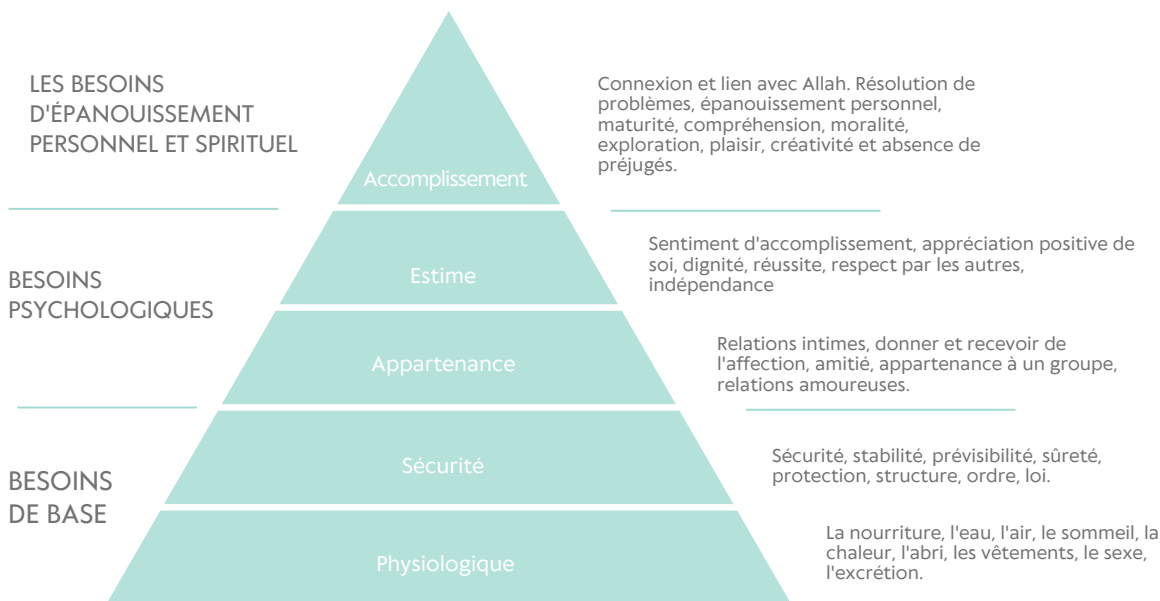 LES BESOINS
D'ÉPANOUISSEMENT
PERSONNEL ET SPIRITUEL
Accomplissement
Connexion et lien avec Allah. Résolution de
problèmes, épanouissement personnel,
maturité, compréhension, moralité,
exploration, plaisir, créativité et absence de
préjugés.
BESOINS
PSYCHOLOGIQUES
Estime
Sentiment d'accomplissement, appréciation positive de
soi, dignité, réussite, respect par les autres,
indépendance
Appartenance
Relations intimes, donner et recevoir de
l'affection, amitié, appartenance à un groupe,
relations amoureuses.
BESOINS
DE BASE
Sécurité
Sécurité, stabilité, prévisibilité, sûreté,
protection, structure, ordre, loi.
Physiologique
La nourriture, l'eau, l'air, le sommeil, la
chaleur, l'abri, les vêtements, le sexe,
l'excrétion.